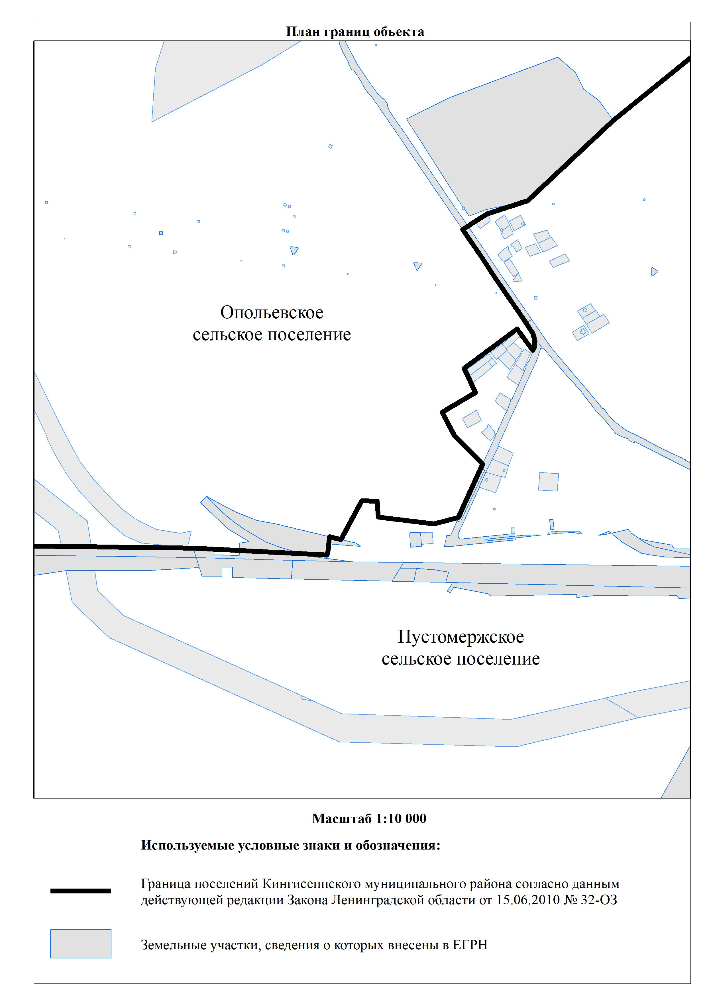 План границ объекта
Опольевское
сельское поселение
Пустомержское
сельское поселение
Масштаб 1:10 000
Используемые условные знаки и обозначения:
Граница поселений Кингисеппского муниципального района согласно данным
действующей редакции Закона Ленинградской области от 15.06.2010 № 32-ОЗ
Земельные участки, сведения о которых внесены в ЕГРН